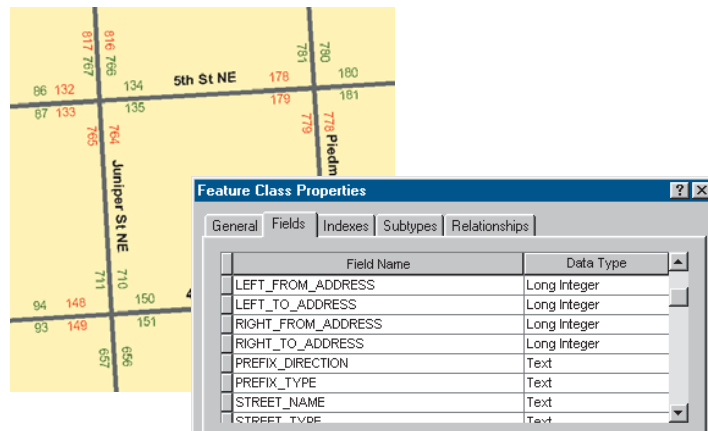 817 816
767 766
781 780
86 132 134 5th St NE 178 180
87 133 135 179 181
765 764
779 778
Juniper St NE
Piedm
711 710
94 148 150 4
93 149 151
657 656
Feature Class Properties
General Fields Indexes Subtypes Relationships
Field Name Data Type
LEFT_FROM_ADDRESS Long Integer
LEFT_TO_ADDRESS Long Integer
RIGHT_FROM_ADDRESS Long Integer
RIGHT_TO_ADDRESS Long Integer
PREFIX_DIRECTION Text
PREFIX_TYPE Text
STREET_NAME Text
STREET_TYPE Text